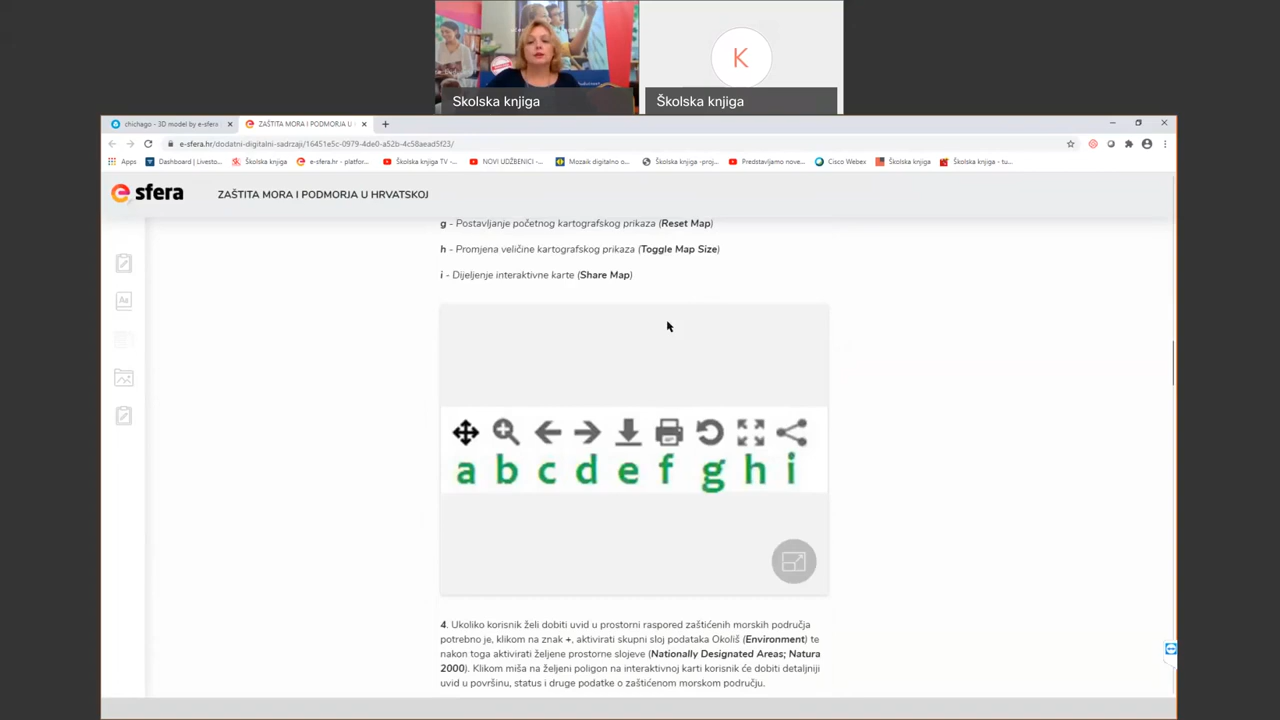 Skolska knjiga
K
Školska knjiga
chichago - 3D model by e-sfera
ZAŠTITA MORA I PODMORJA U
e-sfera.hr/dodatni-digitalni-sadrzaji/16451e5c-0979-4de0-a52b-4c58aead5f23/
Apps
Dashboard | Livesto...
Školska knjiga
e-sfera.hr - platfor...
Školska knjiga TV -...
NOVI UDŽBENICI -...
Mozaik digitalno o...
Školska knjiga -proj...
Predstavljamo nove...
Cisco Webex
Školska knjiga
Školska knjiga - tu...
e sfera
ZAŠTITA MORA I PODMORJA U HRVATSKOJ
g - Postavljanje početnog kartografskog prikaza (Reset Map)
h - Promjena veličine kartografskog prikaza (Toggle Map Size)
i - Dijeljenje interaktivne karte (Share Map)
a b c d e f g h i
4. Ukoliko korisnik želi dobiti uvid u prostorni raspored zaštićenih morskih područja
potrebno je, klikom na znak +, aktivirati skupni sloj podataka Okoliš (Environment) te
nakon toga aktivirati željene prostorne slojeve (Nationally Designated Areas; Natura
2000). Klikom miša na željeni poligon na interaktivnoj karti korisnik će dobiti detaljniji
uvid u površinu, status i druge podatke o zaštićenom morskom području.